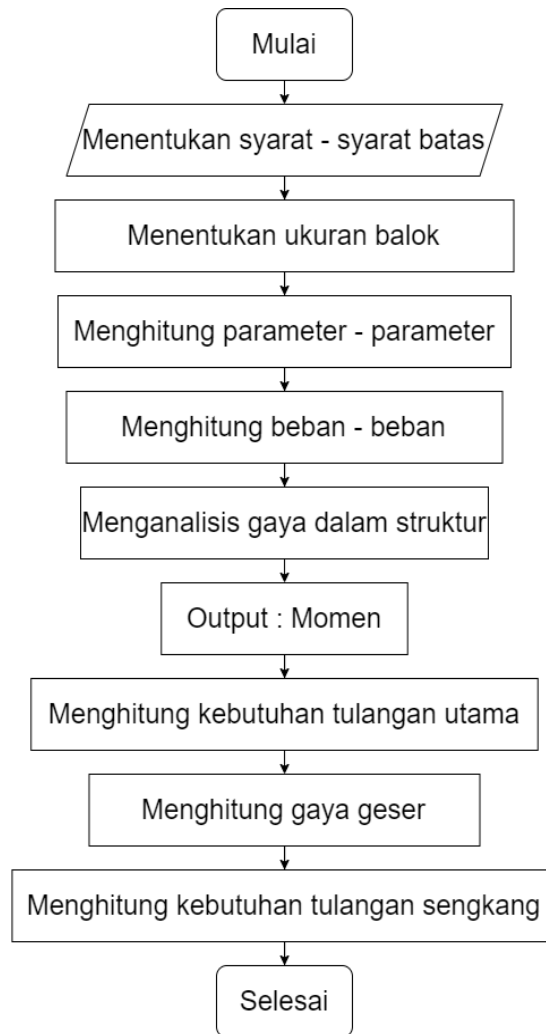 Mulai
Menentukan syarat - syarat batas
Menentukan ukuran balok
Menghitung parameter - parameter
Menghitung beban - beban
Menganalisis gaya dalam struktur
Output : Momen
Menghitung kebutuhan tulangan utama
Menghitung gaya geser
Menghitung kebutuhan tulangan sengkang
Selesai